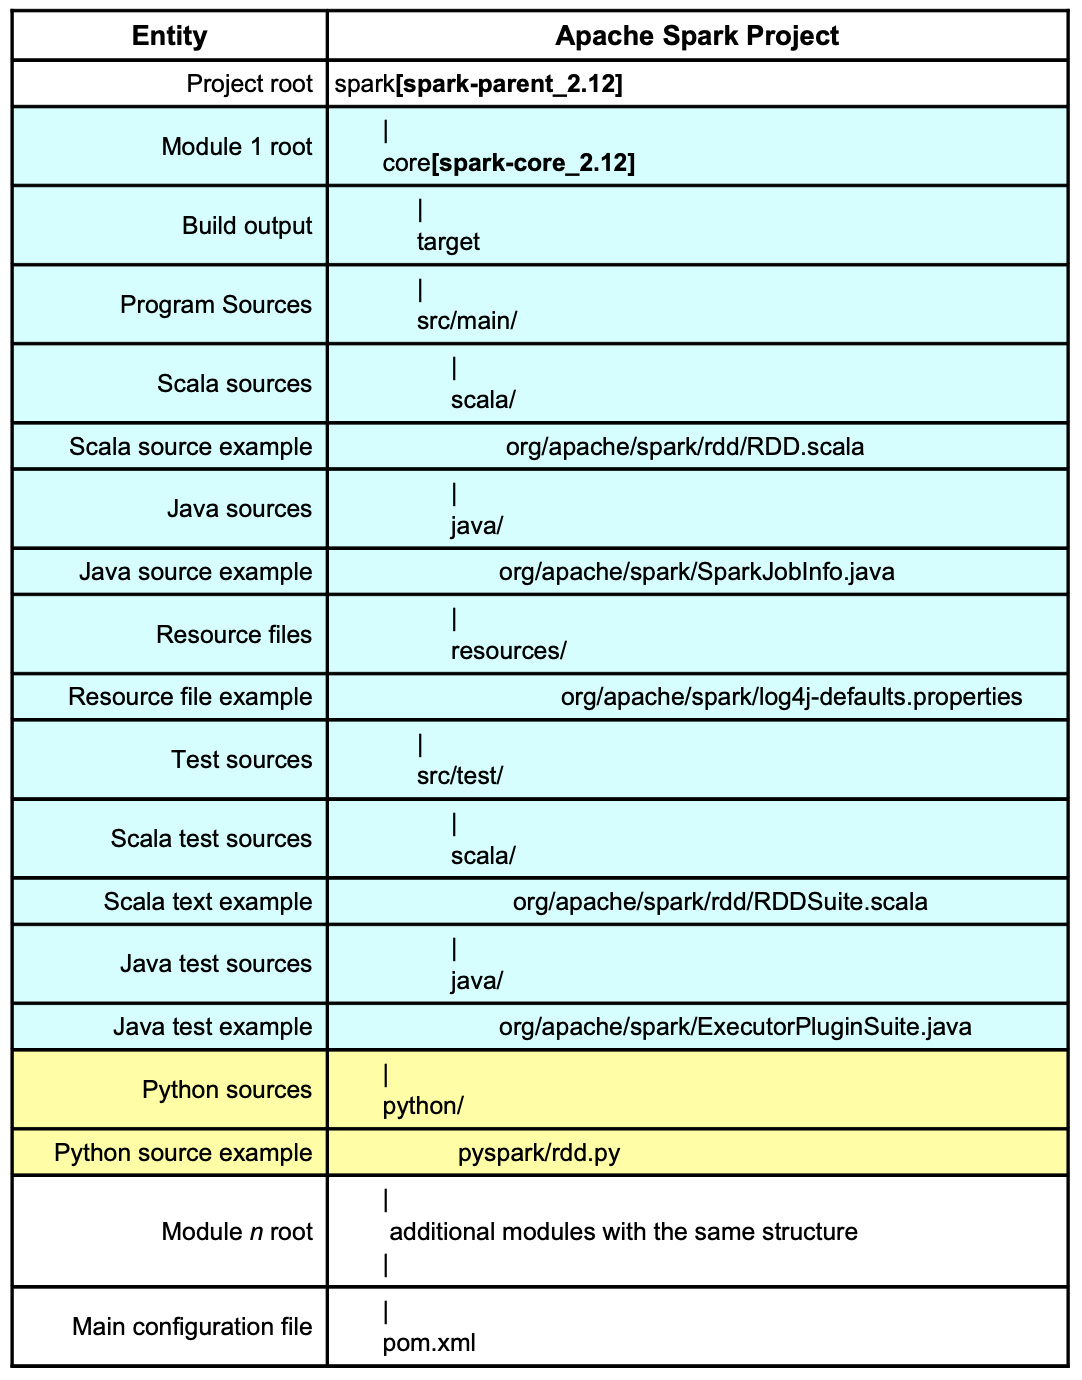 Entity Apache Spark Project
Project root spark[spark-parent_2.12]
|
Module 1 root core[spark-core_2.12]
|
Build output target
|
Program Sources src/main/
|
Scala sources scala/
Scala source example org/apache/spark/rdd/RDD.scala
|
Java sources java/
Java source example org/apache/spark/SparkJobInfo.java
|
Resource files resources/
Resource file example org/apache/spark/log4j-defaults.properties
|
Test sources src/test/
|
Scala test sources scala/
Scala text example org/apache/spark/rdd/RDDSuite.scala
|
Java test sources java/
Java test example org/apache/spark/ExecutorPluginSuite.java
|
Python sources python/
Python source example pyspark/rdd.py
|
Module n root additional modules with the same structure
|
|
Main configuration file pom.xml